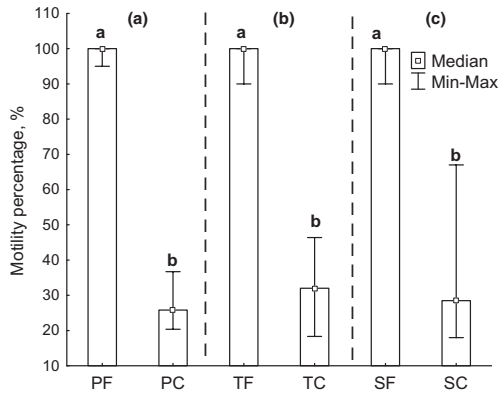 (a) (b) (c)
110
100
90
80
70
60
50
40
30
20
10
Motility percentage, %
a b a b a b
Median
Min-Max
PF PC TF TC SF SC